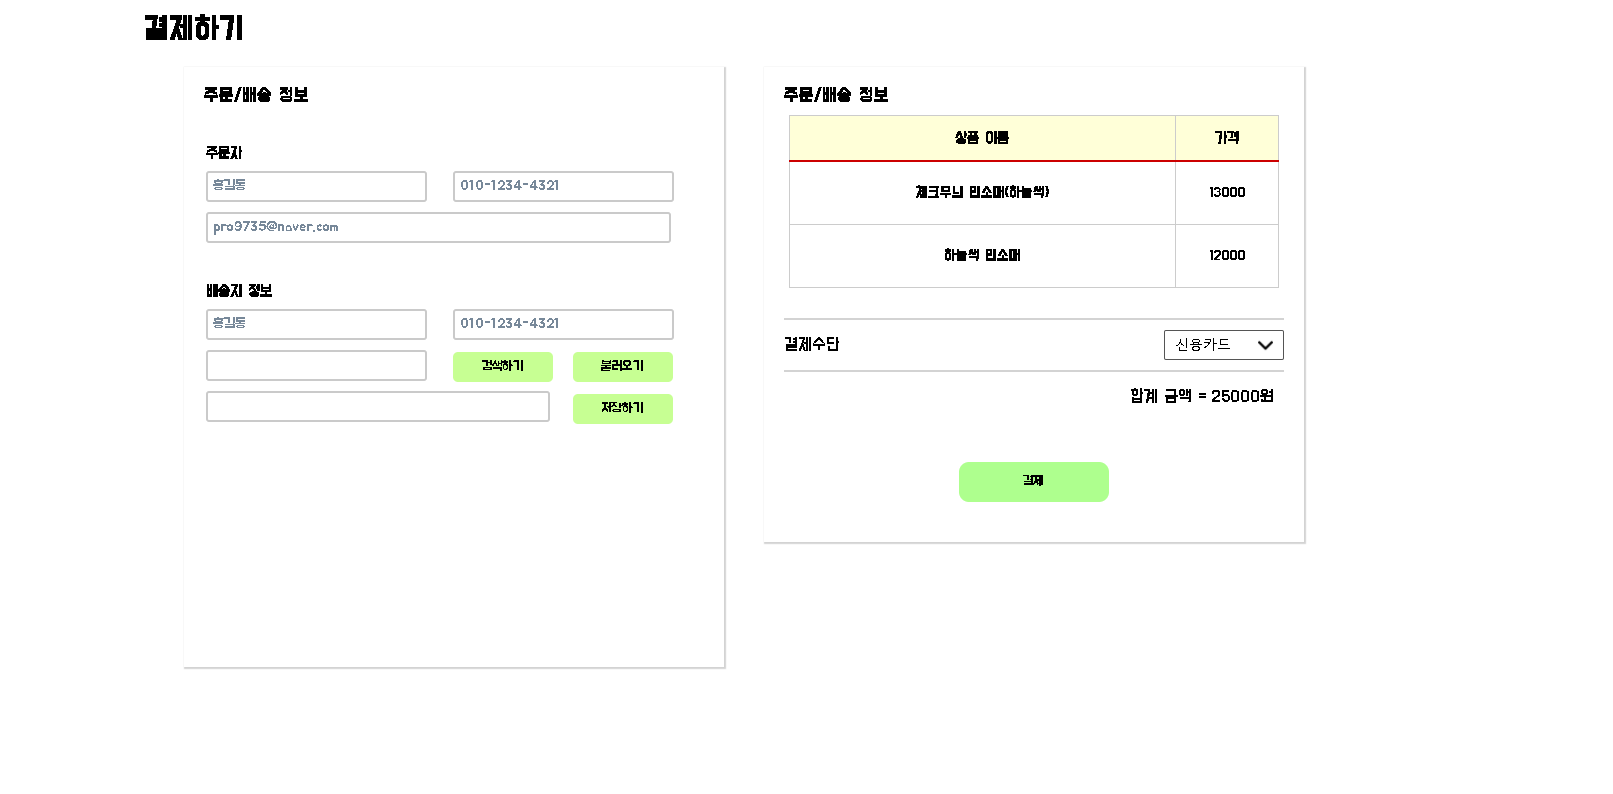 결제하기
주문/배송 정보
주문자
홍길동
010-1234-4321
pro9735@naver.com
배송지 정보
홍길동
010-1234-4321
검색하기
불러오기
저장하기
주문/배송 정보
상품 이름
가격
체크무늬 민소매(하늘색)
13000
하늘색 민소매
12000
결제수단
신용카드
합계 금액 = 25000원
결제